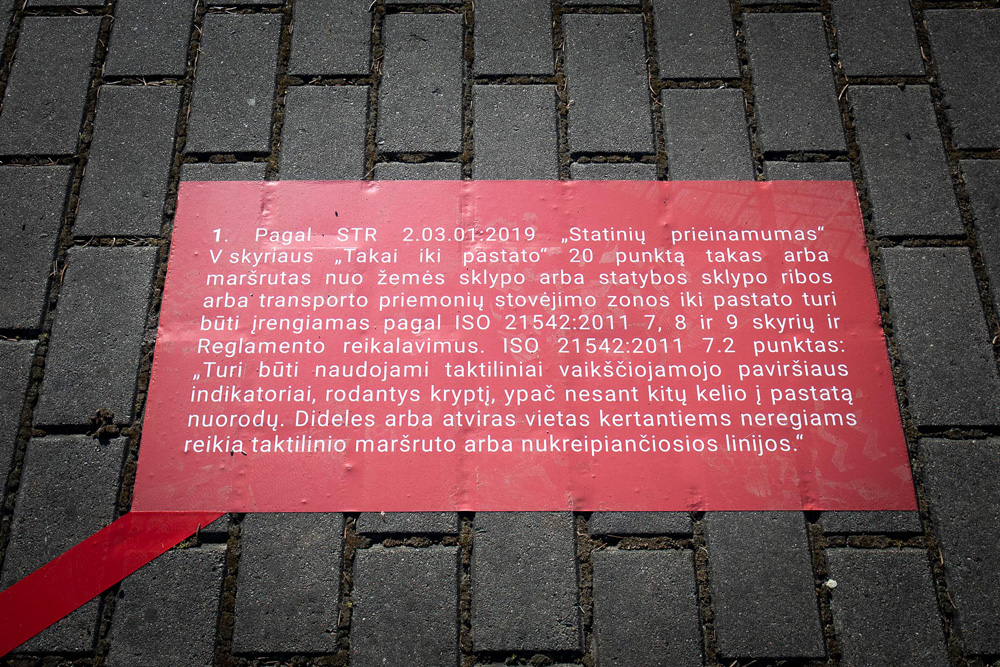 1. Pagal STR 2.03.01:2019 „Statinių prieinamumas“
V skyriaus „Takai iki pastato“ 20 punktą takas arba
maršrutas nuo žemės sklypo arba statybos sklypo ribos
arba transporto priemonių stovėjimo zonos iki pastato turi
būti įrengiamas pagal ISO 21542:2011 7, 8 ir 9 skyrių ir
Reglamento reikalavimus. ISO 21542:2011 7.2 punktas:
„Turi būti naudojami taktiliniai vaikščiojamojo paviršiaus
indikatoriai, rodantys kryptį, ypač nesant kitų kelio į pastatą
nuorodų. Dideles arba atviras vietas kertantiems neregiams
reikia taktilinio maršruto arba nukreipiančiosios linijos.“